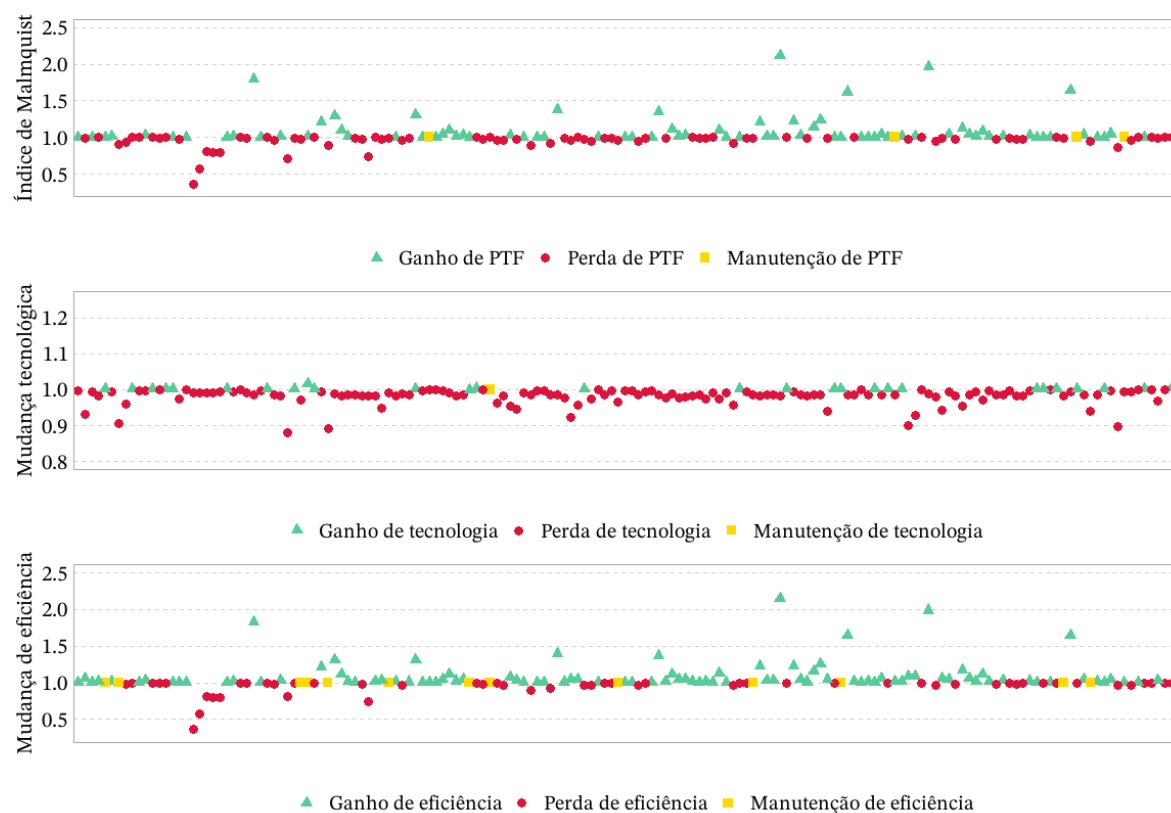 Índice de Malmquist
2.5
2.0
1.5
1.0
0.5
Ganho de PTF Perda de PTF Manutenção de PTF
Mudança tecnológica
1.2
1.1
1.0
0.9
0.8
Ganho de tecnologia Perda de tecnologia Manutenção de tecnologia
Mudança de eficiência
2.5
2.0
1.5
1.0
0.5
Ganho de eficiência Perda de eficiência Manutenção de eficiência